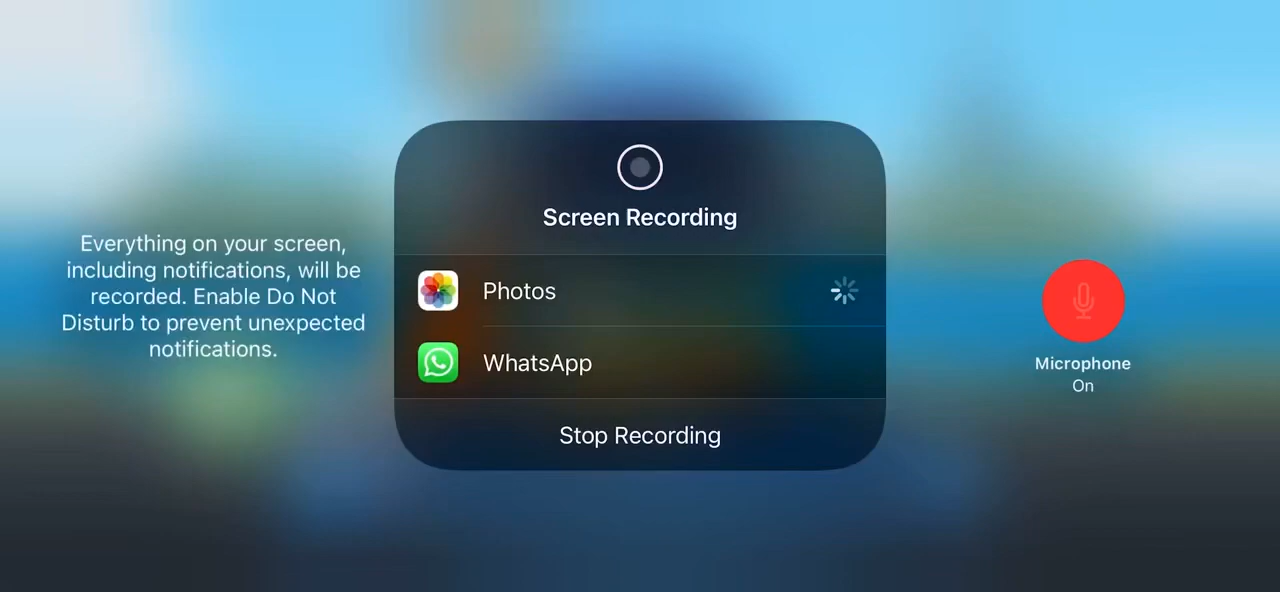 Everything on your screen,
including notifications, will be
recorded. Enable Do Not
Disturb to prevent unexpected
notifications.
Screen Recording
Photos
WhatsApp
Stop Recording
Microphone
On